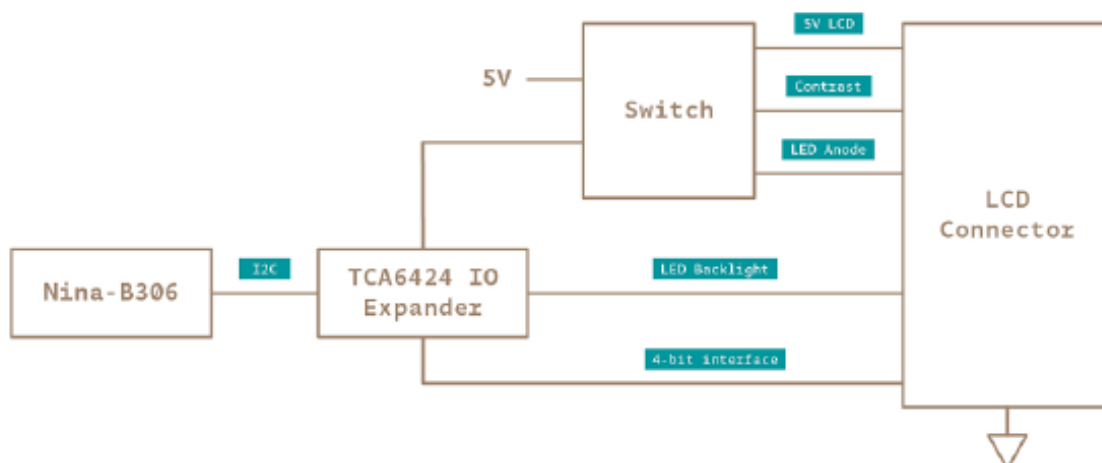 5V LCD
5V
Contrast
Switch
LED Anode
LCD
Connector
I2C
LED Backlight
Nina-B306
TCA6424 IO
Expander
4-bit interface